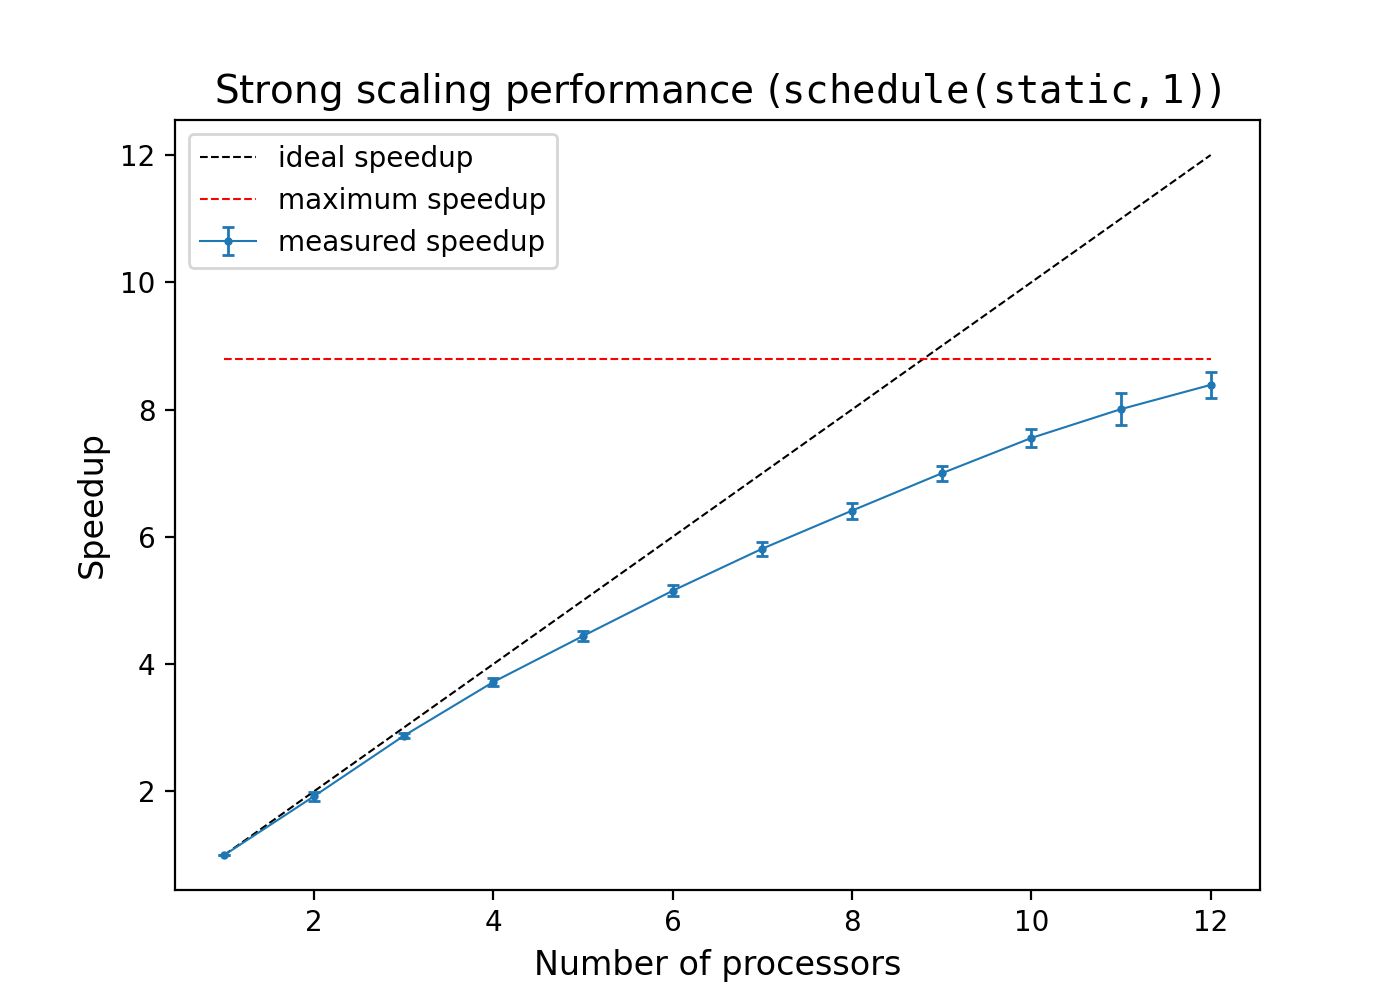 Strong scaling performance (schedule(static,1))
ideal speedup
maximum speedup
measured speedup
12
10
8
6
4
2
Speedup
2 4 6 8 10 12
Number of processors